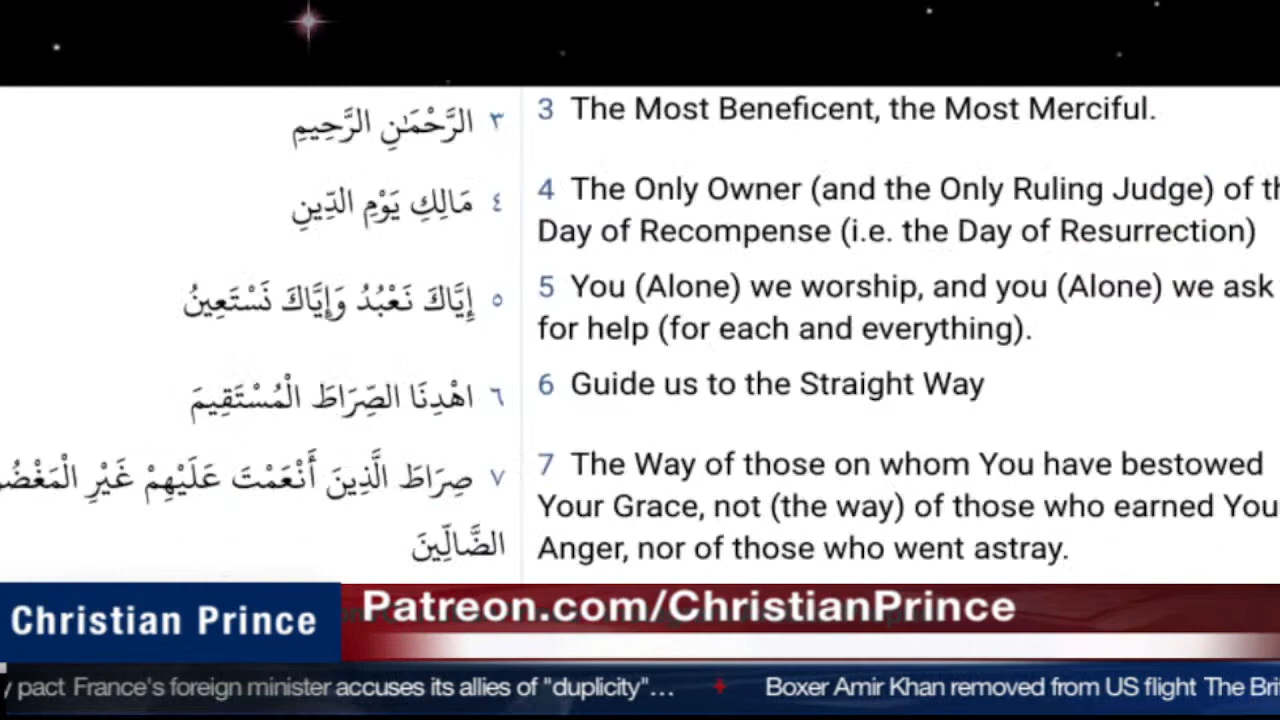 ٣ الرَّحْمَـٰنِ الرَّحِيمِ
3 The Most Beneficent, the Most Merciful.
٤ مَالِكِ يَوْمِ الدِّينِ
4 The Only Owner (and the Only Ruling Judge) of
Day of Recompense (i.e. the Day of Resurrection)
٥ إِيَّاكَ نَعْبُدُ وَإِيَّاكَ نَسْتَعِينُ
5 You (Alone) we worship, and you (Alone) we ask
for help (for each and everything).
٦ اهْدِنَا الصِّرَاطَ الْمُسْتَقِيمَ
6 Guide us to the Straight Way
٧ صِرَاطَ الَّذِينَ أَنْعَمْتَ عَلَيْهِمْ غَيْرِ
الضَّالِّينَ
7 The Way of those on whom You have bestowed
Your Grace, not (the way) of those who earned
Anger, nor of those who went astray.
Christian Prince
Patreon.com/ChristianPrince
pact France's foreign minister accuses its allies of "duplicity"... + Boxer Amir Khan removed from US flight The